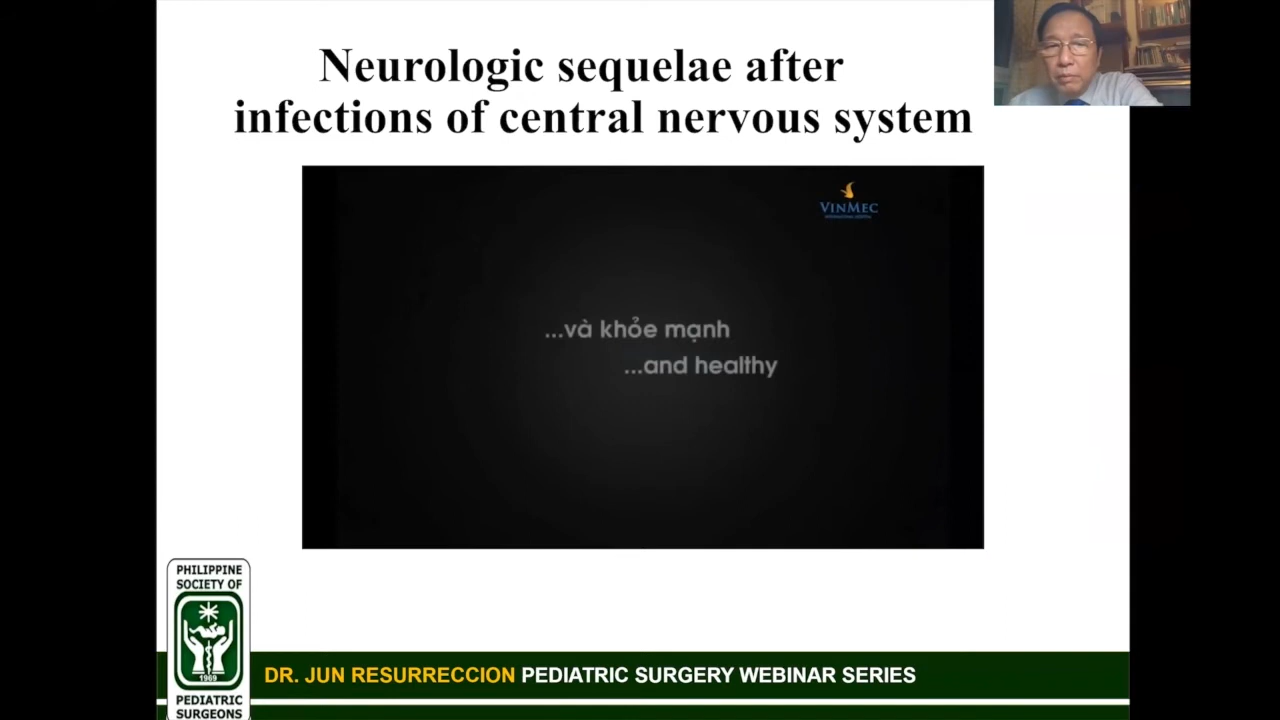 Neurologic sequelae after
infections of central nervous system
VINMEC
...và khỏe mạnh
...and healthy
PHILIPPINE
SOCIETY OF
1969
PEDIATRIC
SURGEONS
DR. JUN RESURRECCION PEDIATRIC SURGERY WEBINAR SERIES